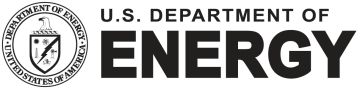 DEPARTMENT OF ENERGY
UNITED STATES OF AMERICA
U.S. DEPARTMENT OF
ENERGY